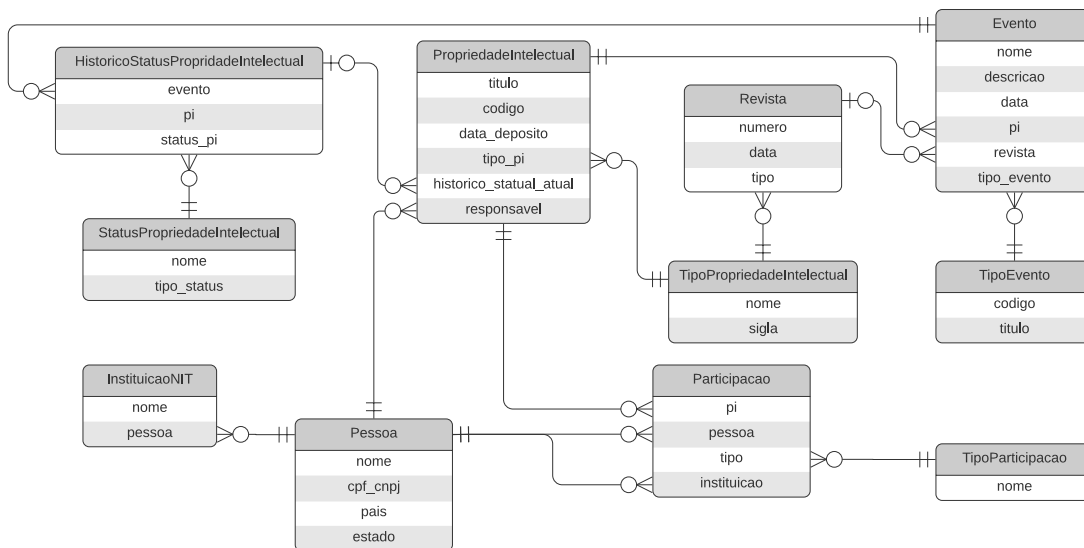 HistoricoStatusPropridadeIntelectual
evento
pi
status_pi
PropriedadeIntelectual
titulo
codigo
data_deposito
tipo_pi
historico_statual_atual
responsavel
Revista
numero
data
tipo
Evento
nome
descricao
data
pi
revista
tipo_evento
StatusPropriedadeIntelectual
nome
tipo_status
TipoPropriedadeIntelectual
nome
sigla
TipoEvento
codigo
titulo
InstituicaoNIT
nome
pessoa
Pessoa
nome
cpf_cnpj
pais
estado
Participacao
pi
pessoa
tipo
instituicao
TipoParticipacao
nome